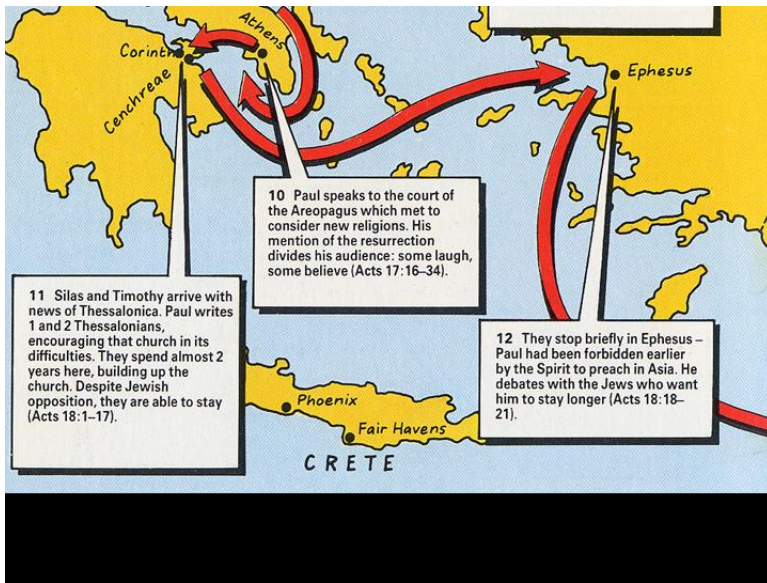 Athens
Corinth
Cenchreae
Ephesus
10 Paul speaks to the court of
the Areopagus which met to
consider new religions. His
mention of the resurrection
divides his audience: some laugh,
some believe (Acts 17:16–34).
11 Silas and Timothy arrive with
news of Thessalonica. Paul writes
1 and 2 Thessalonians,
encouraging that church in its
difficulties. They spend almost 2
years here, building up the
church. Despite Jewish
opposition, they are able to stay
(Acts 18:1–17).
12 They stop briefly in Ephesus –
Paul had been forbidden earlier
by the Spirit to preach in Asia. He
debates with the Jews who want
him to stay longer (Acts 18:18–
21).
Phoenix
Fair Havens
CRETE